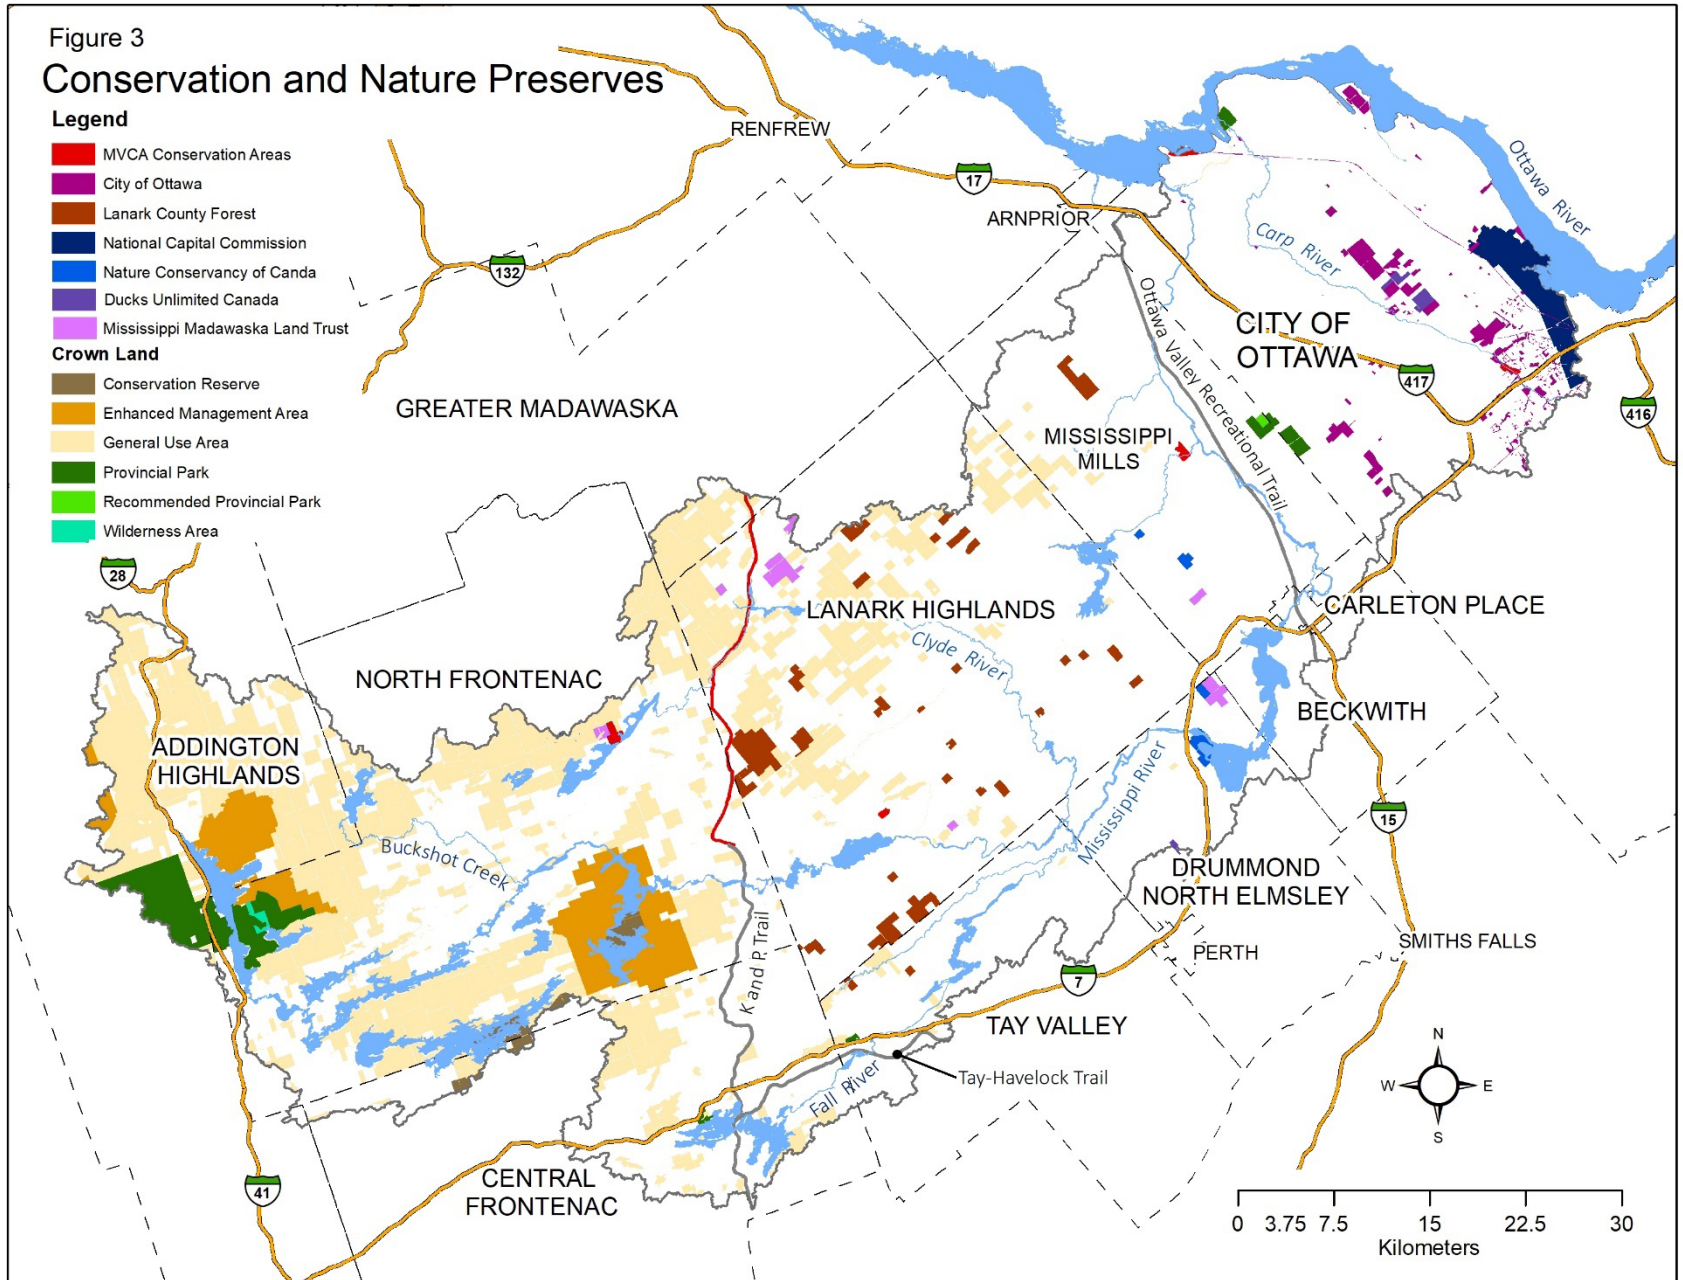 Figure 3
Conservation and Nature Preserves
Legend
MVCA Conservation Areas
City of Ottawa
Lanark County Forest
National Capital Commission
Nature Conservancy of Canda
Ducks Unlimited Canada
Mississippi Madawaska Land Trust
Crown Land
Conservation Reserve
Enhanced Management Area
General Use Area
Provincial Park
Recommended Provincial Park
Wilderness Area
RENFREW
17
ARNPRIOR
132
Ottawa River
Carp River
CITY OF
OTTAWA
Ottawa Valley Recreational Trail
417
416
GREATER MADAWASKA
MISSISSIPPI
MILLS
28
LANARK HIGHLANDS
CARLETON PLACE
Clyde River
NORTH FRONTENAC
BECKWITH
ADDINGTON
HIGHLANDS
Mississippi River
15
Buckshot Creek
DRUMMOND
NORTH ELMSLEY
K and P Trail
PERTH
SMITHS FALLS
7
TAY VALLEY
Tay-Havelock Trail
Fall River
CENTRAL
FRONTENAC
41
N
W E
S
0 3.75 7.5 15 22.5 30
Kilometers